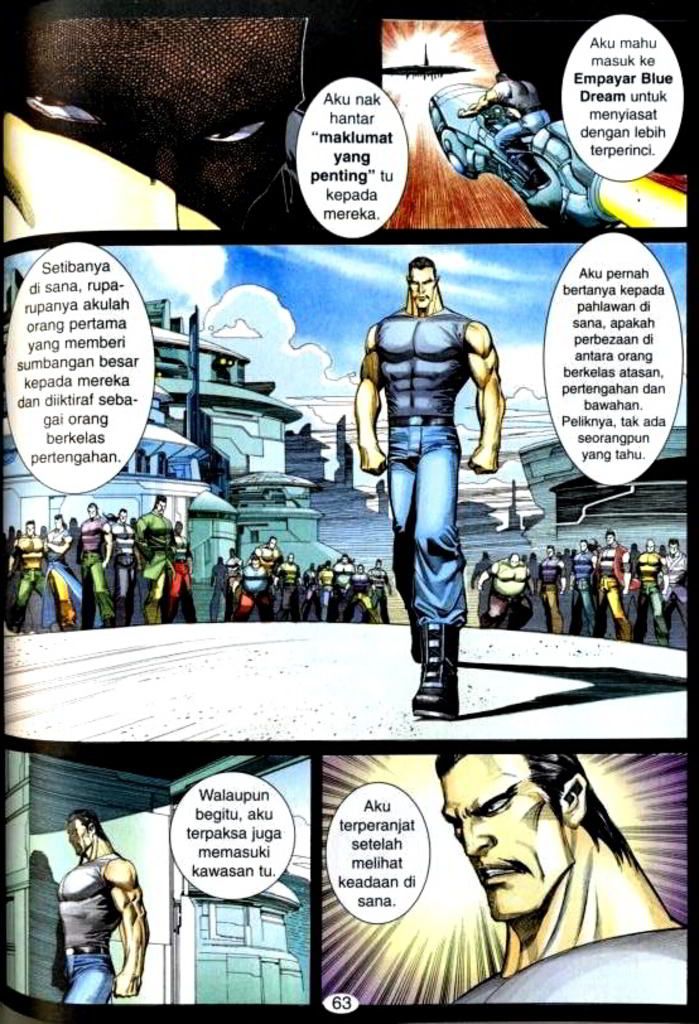 Aku nak
hantar
"maklumat
yang
penting" tu
kepada
mereka.
Aku mahu
masuk ke
Empayar Blue
Dream untuk
menyiasat
dengan lebih
terperinci.
Setibanya
di sana, rupa-
rupanya akulah
orang pertama
yang memberi
sumbangan besar
kepada mereka
dan diiktiraf seba-
gai orang
berkelas
pertengahan.
Aku pernah
bertanya kepada
pahlawan di
sana, apakah
perbezaan di
antara orang
berkelas atasan,
pertengahan dan
bawahan.
Peliknya, tak ada
seorangpun
yang tahu.
Walaupun
begitu, aku
terpaksa juga
memasuki
kawasan tu.
Aku
terperanjat
setelah
melihat
keadaan di
sana.
63